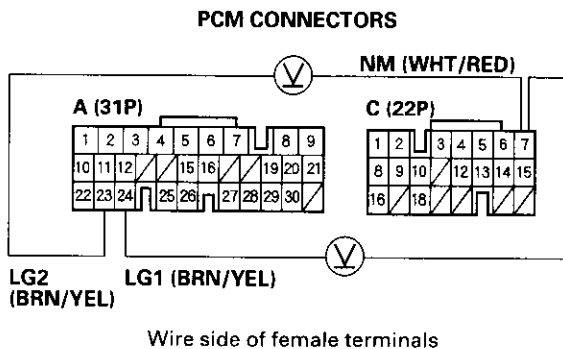 PCM CONNECTORS
NM (WHT/RED)
A (31P)
C (22P)
1 2 3 4 5 6 7 8 9
10 11 12 15 16 19 20 21
22 23 24 25 26 27 28 29 30
1 2 3 4 5 6 7
8 9 10 12 13 14 15
16 18
V
V
LG2
(BRN/YEL)
LG1 (BRN/YEL)
Wire side of female terminals